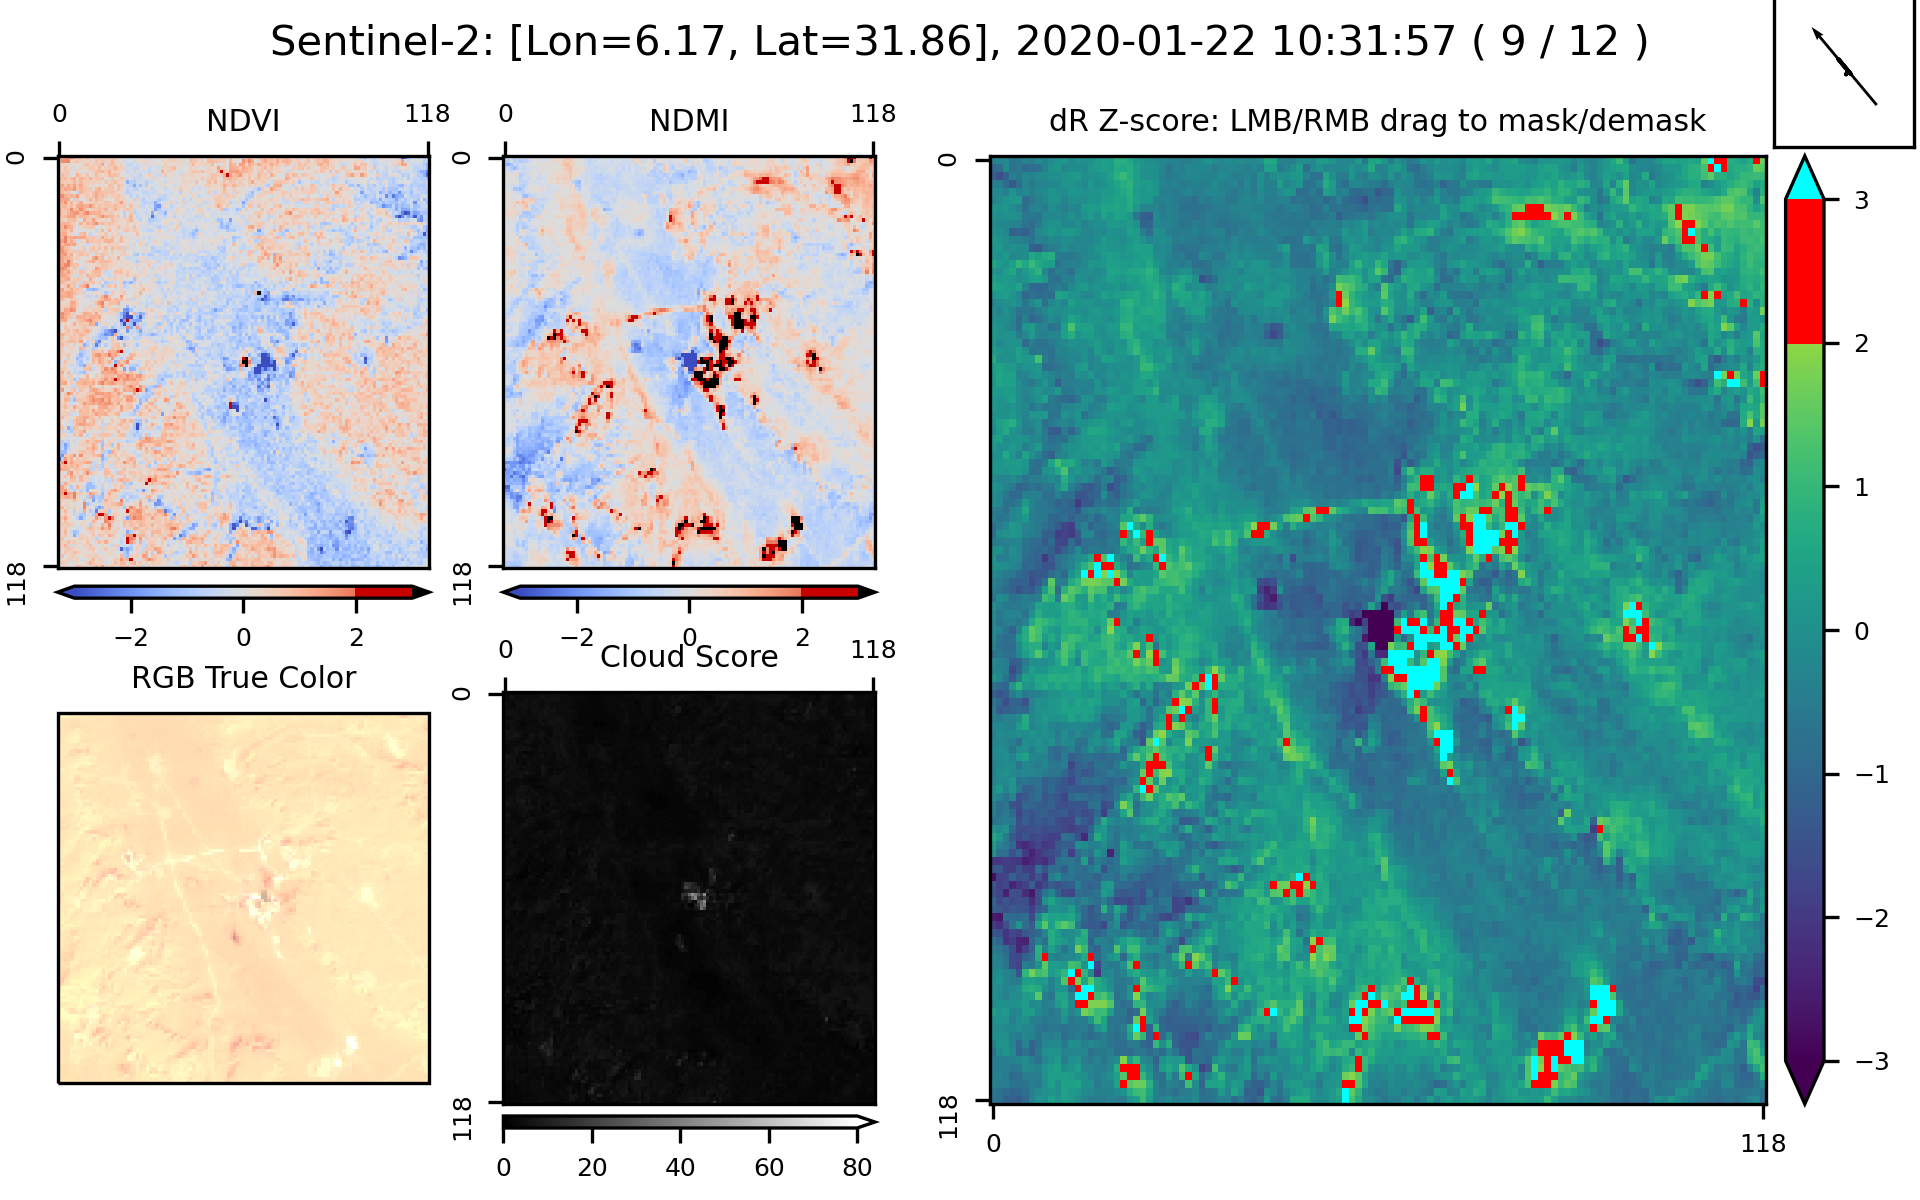 Sentinel-2: [Lon=6.17, Lat=31.86], 2020-01-22 10:31:57 ( 9 / 12 )
0 NDVI 118
0
118
−2 0 2
0 NDMI 118
0
118
−2 0 2
dR Z-score: LMB/RMB drag to mask/demask
0
118
0 118
3
2
1
0
−1
−2
−3
RGB True Color
0 Cloud Score 118
0
118
0 20 40 60 80